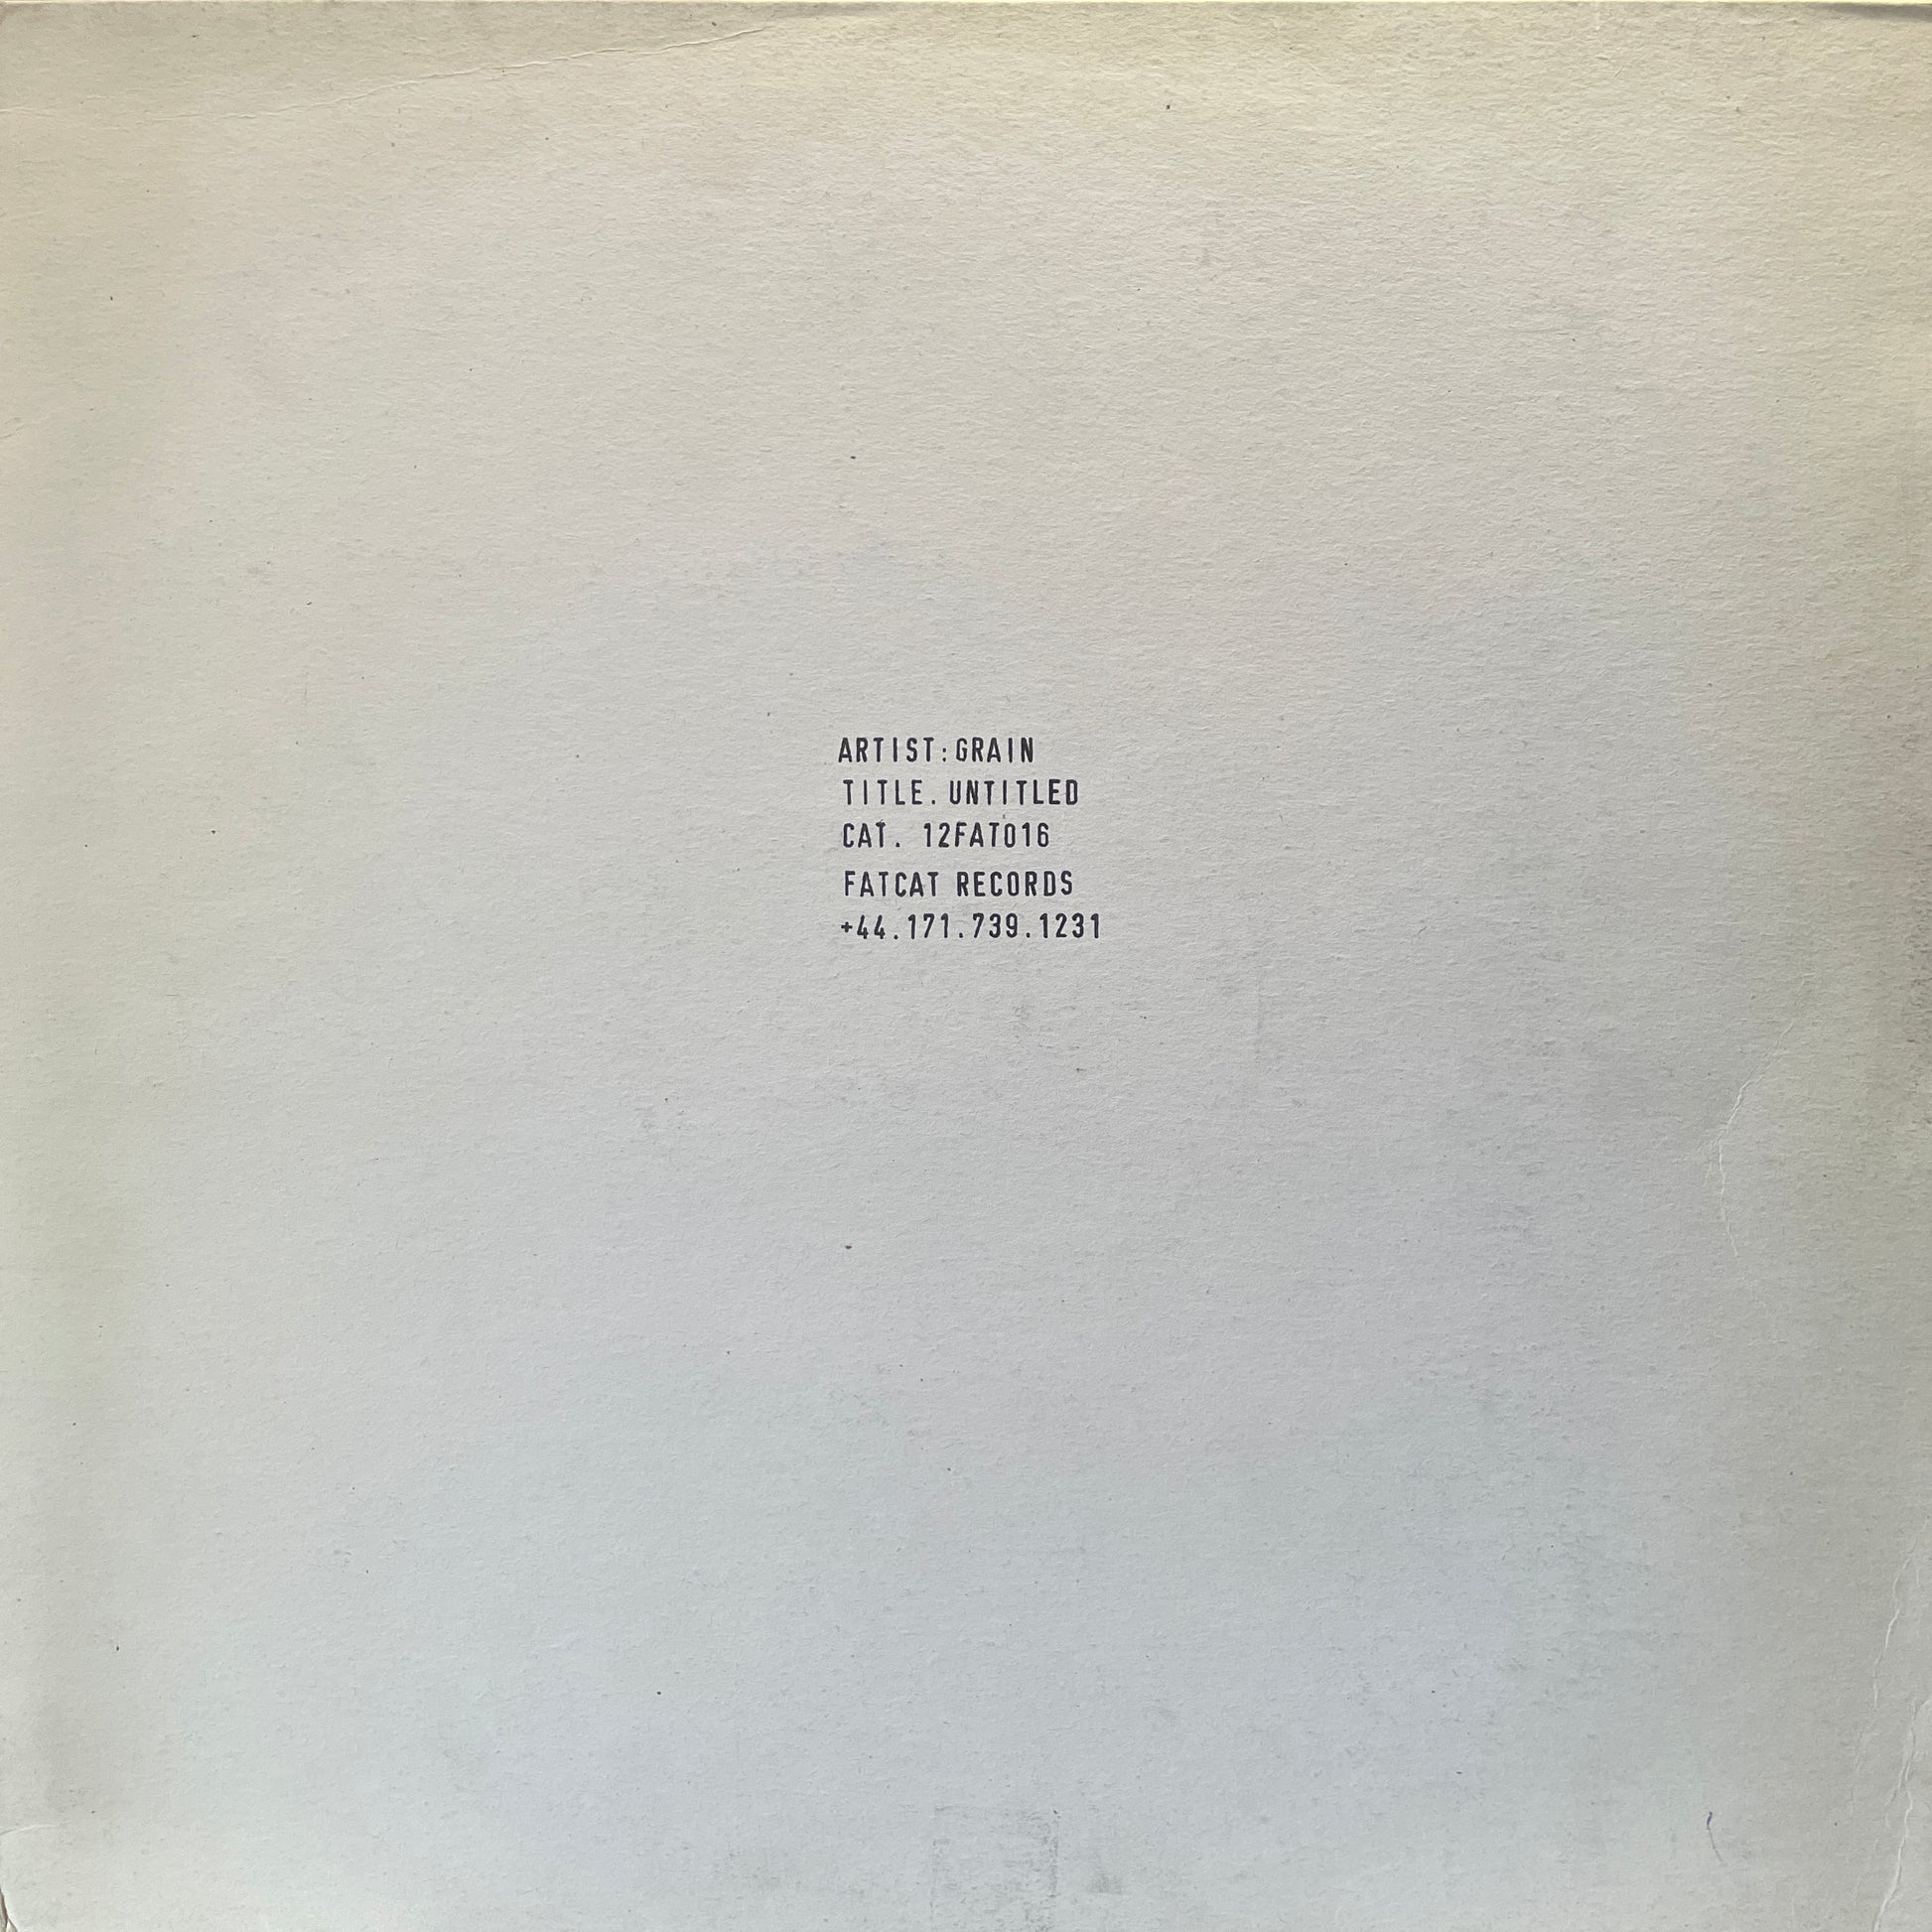 ARTIST:GRAIN
TITLE. UNTITLED
CAT. 12FAT016
FATCAT RECORDS
+44.171.739.1231